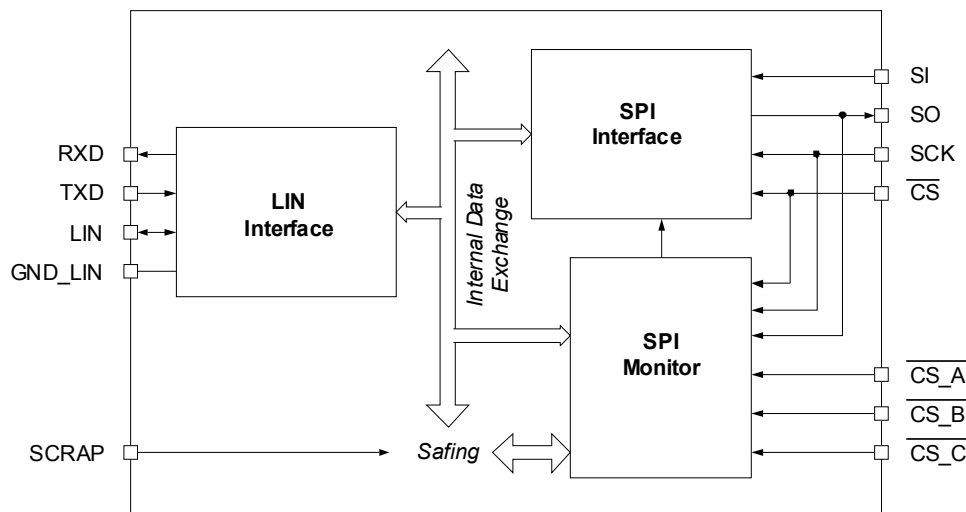 RXD
TXD
LIN
GND_LIN
SCRAP
LIN
Interface
Internal Data
Exchange
Safing
SPI
Interface
SPI
Monitor
SI
SO
SCK
CS
CS_A
CS_B
CS_C